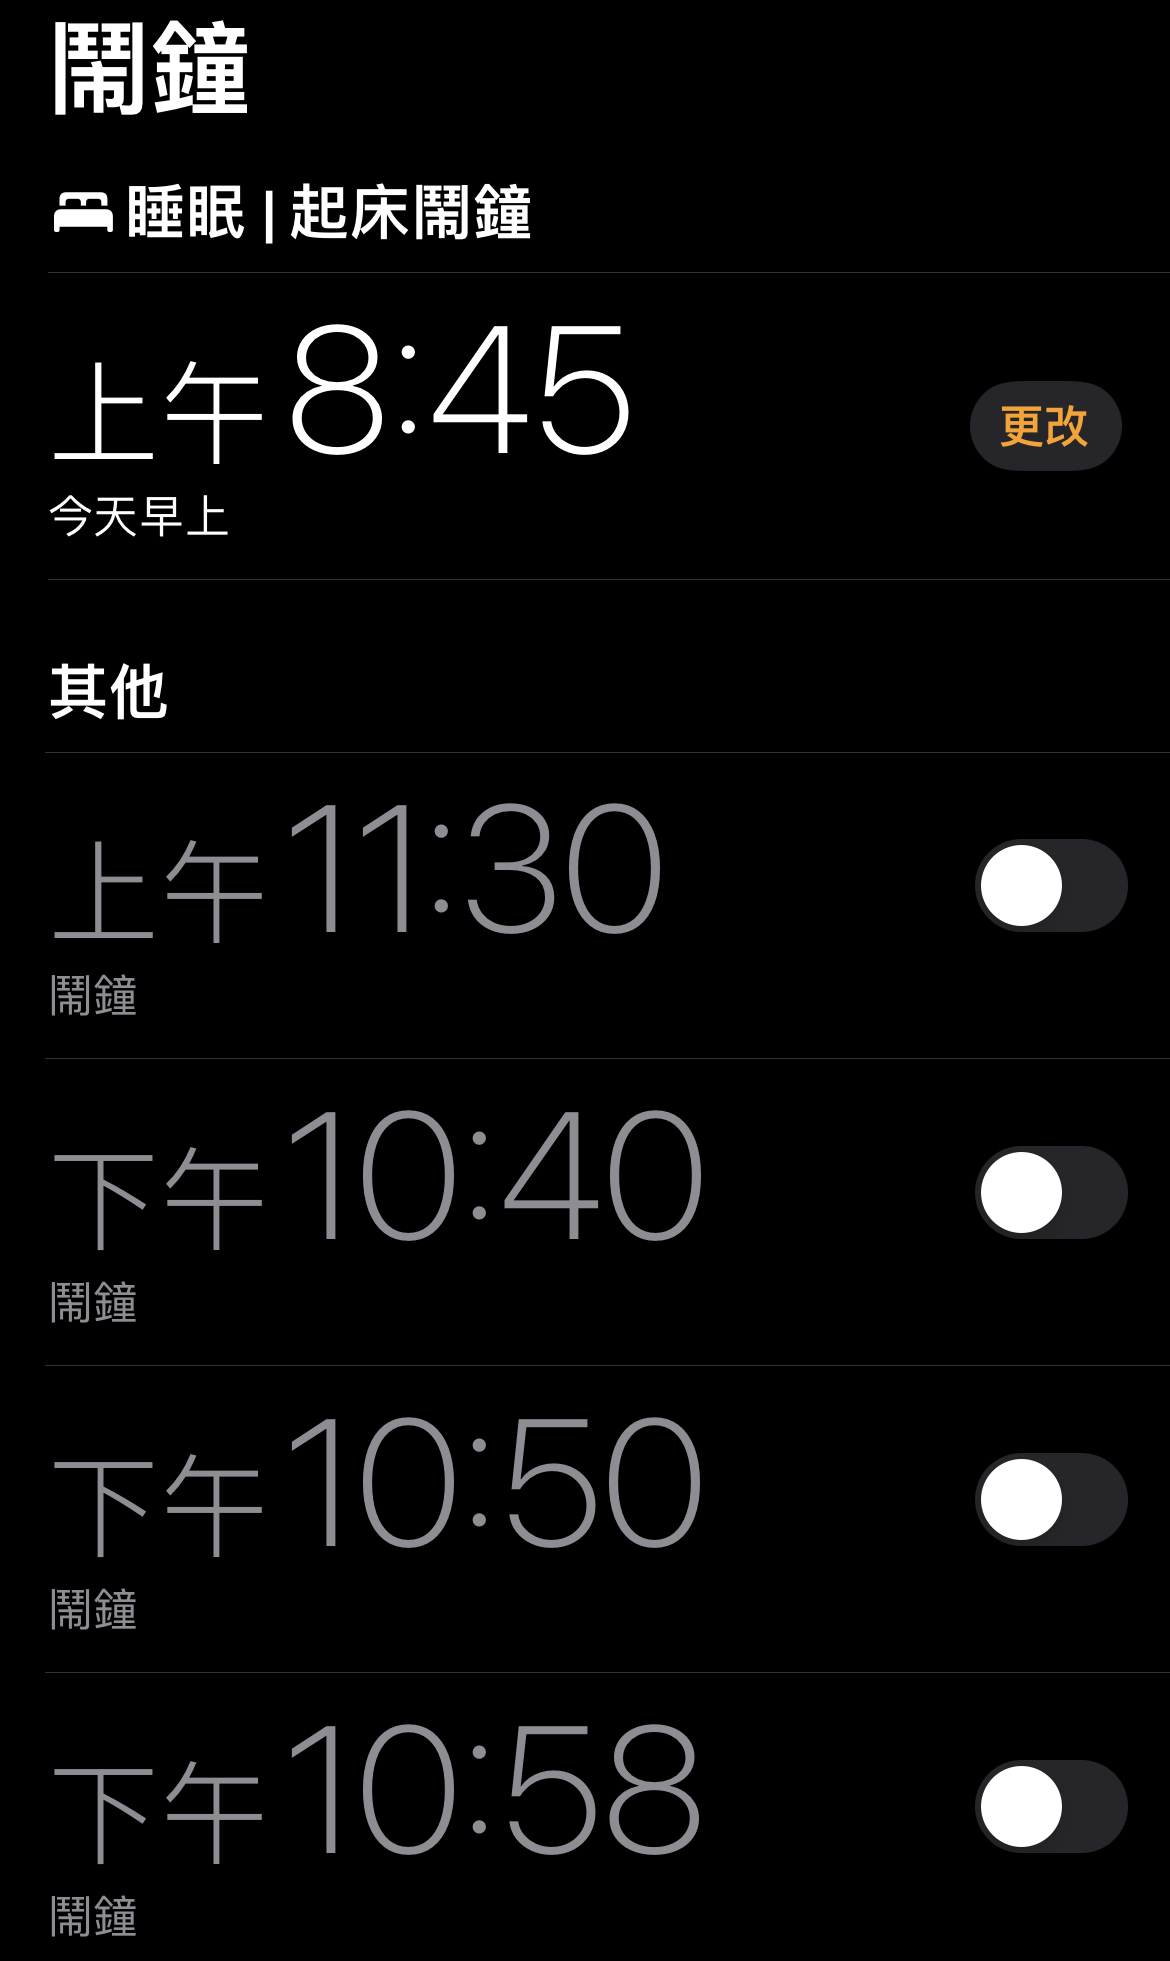 鬧鐘
睡眠 | 起床鬧鐘
上午 8:45
更改
今天早上
其他
上午 11:30
鬧鐘
下午 10:40
鬧鐘
下午 10:50
鬧鐘
下午 10:58
鬧鐘